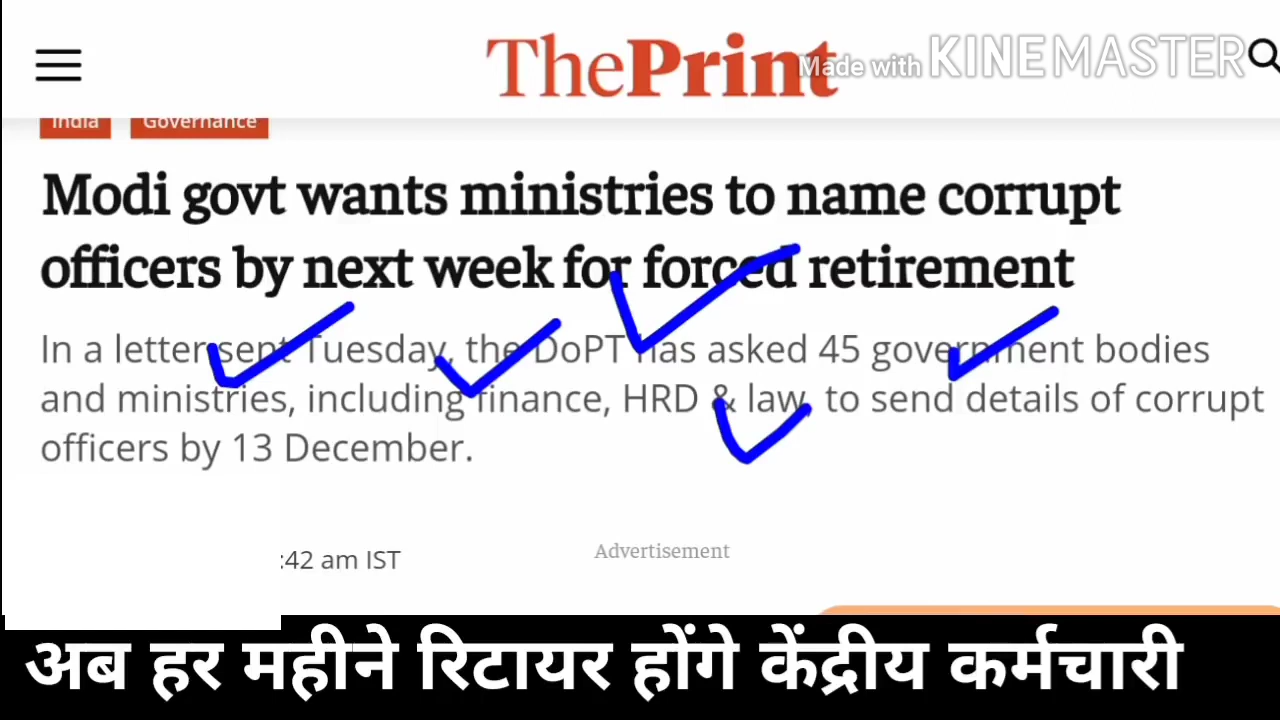 ThePrint
Made with KINEMASTER
India Governance
Modi govt wants ministries to name corrupt
officers by next week for forced retirement
In a letter sent Tuesday, the DoPT has asked 45 government bodies
and ministries, including finance, HRD & law, to send details of corrupt
officers by 13 December.
:42 am IST
Advertisement
अब हर महीने रिटायर होंगे केंद्रीय कर्मचारी